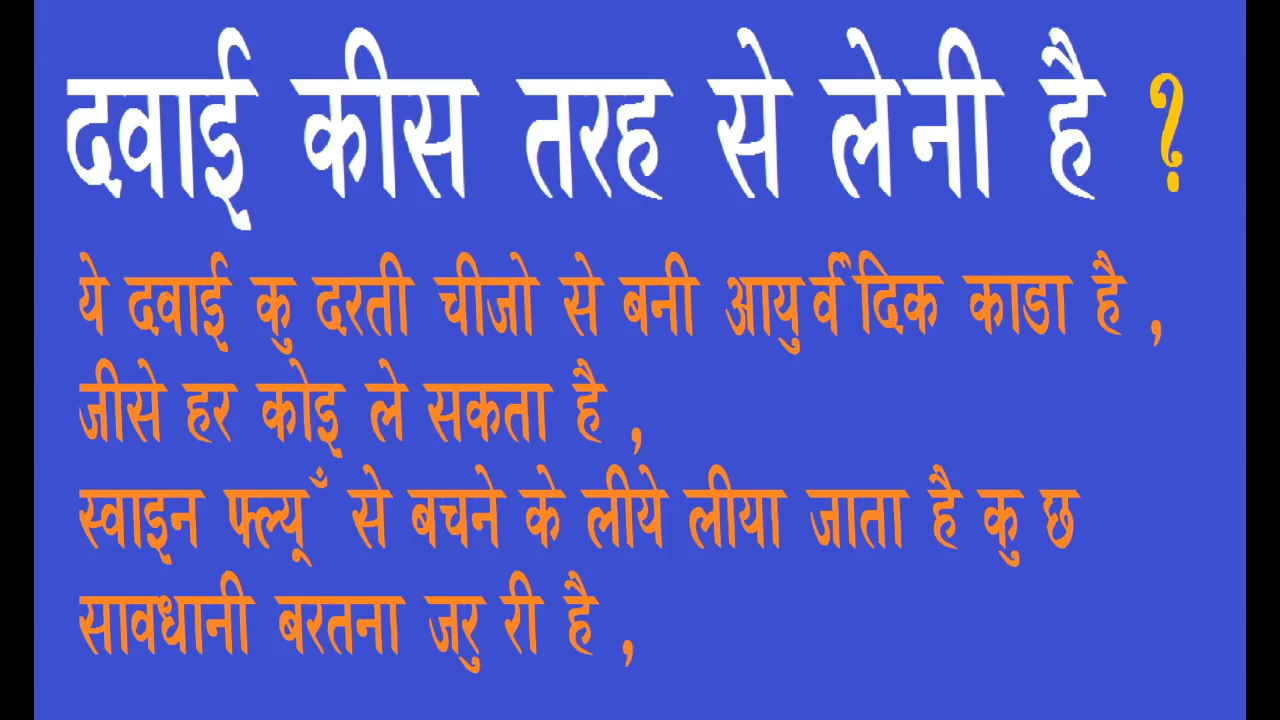 दवाई कीस तरह से लेनी है ?
ये दवाई कु दरती चीजो से बनी आयुर्वे दिक काडा है ,
जीसे हर कोइ ले सकता है ,
स्वाइन फ्ल्यूँ से बचने के लीये लीया जाता है कु छ
सावधानी बरतना जरु री है ,